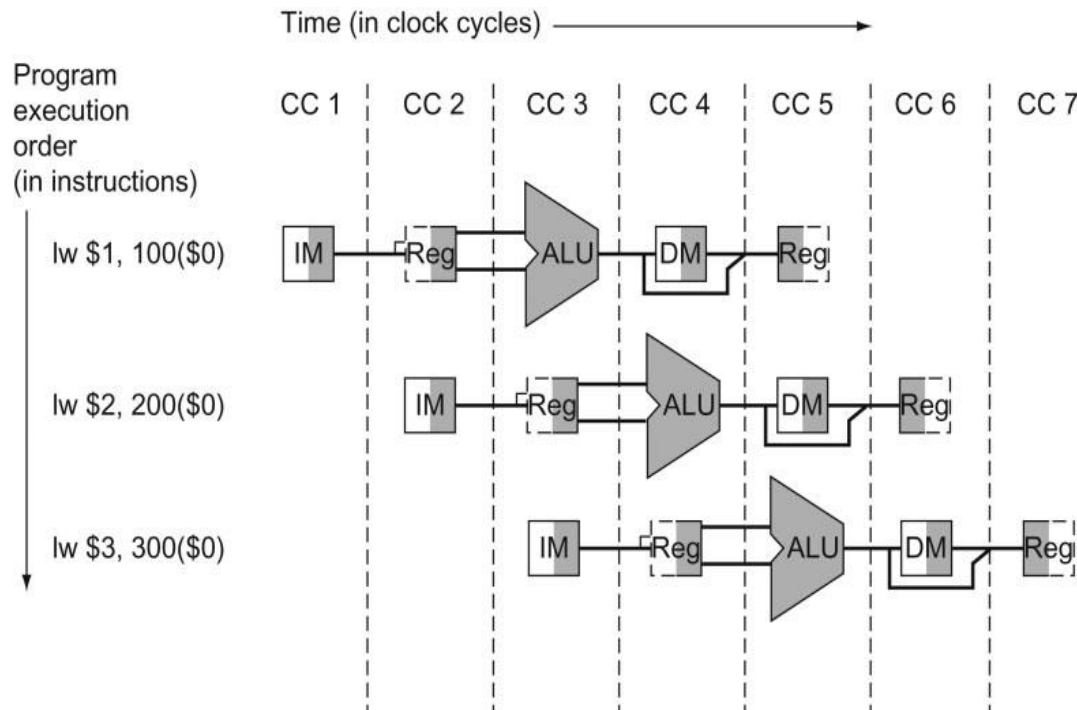 Time (in clock cycles)
Program
execution
order
(in instructions)
CC 1 CC 2 CC 3 CC 4 CC 5 CC 6 CC 7
lw $1, 100($0) IM Reg ALU DM Reg
lw $2, 200($0) IM Reg ALU DM Reg
lw $3, 300($0) IM Reg ALU DM Reg